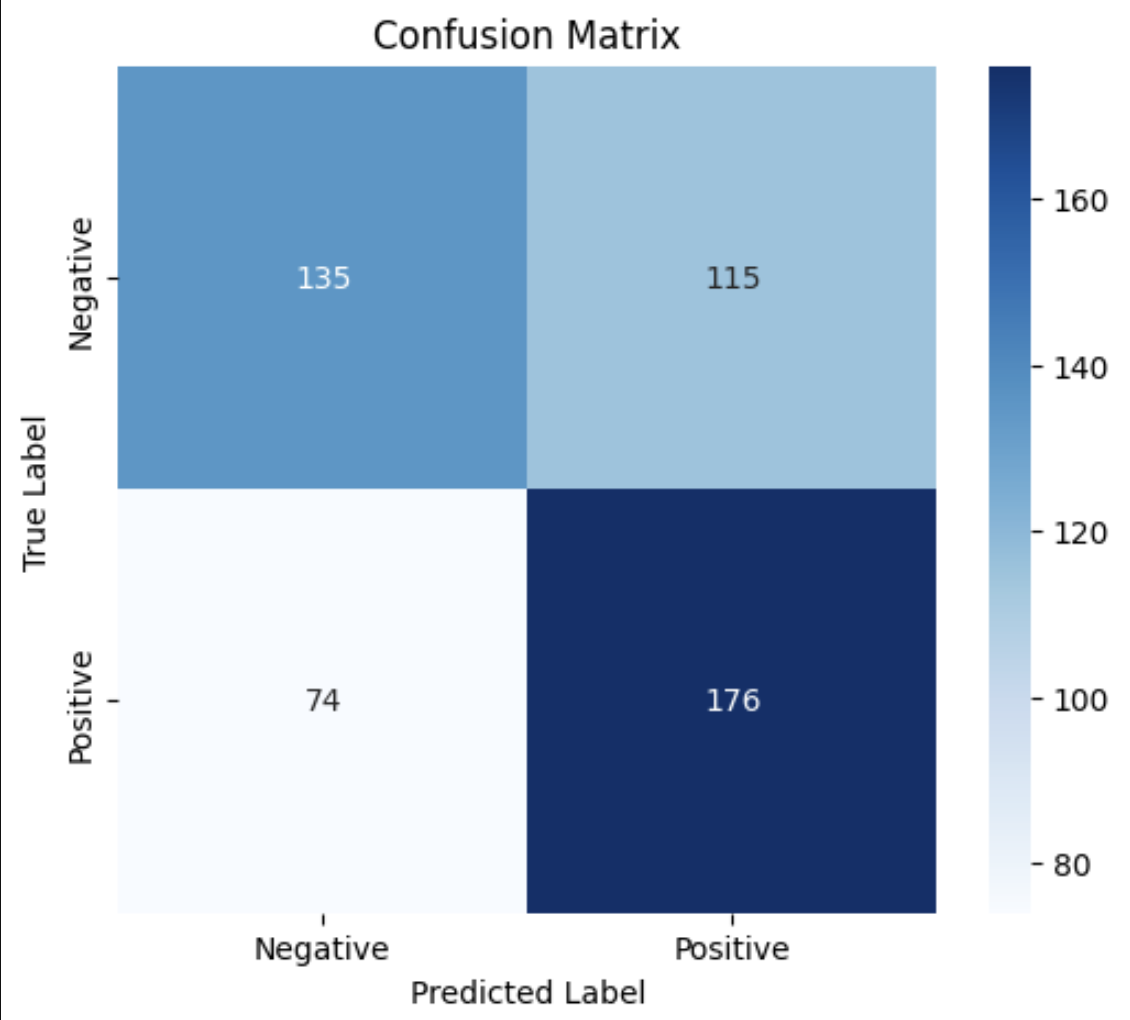 Confusion Matrix
Negative
135
115
Positive
74
176
True Label
Negative
Positive
Predicted Label
160
140
120
100
80